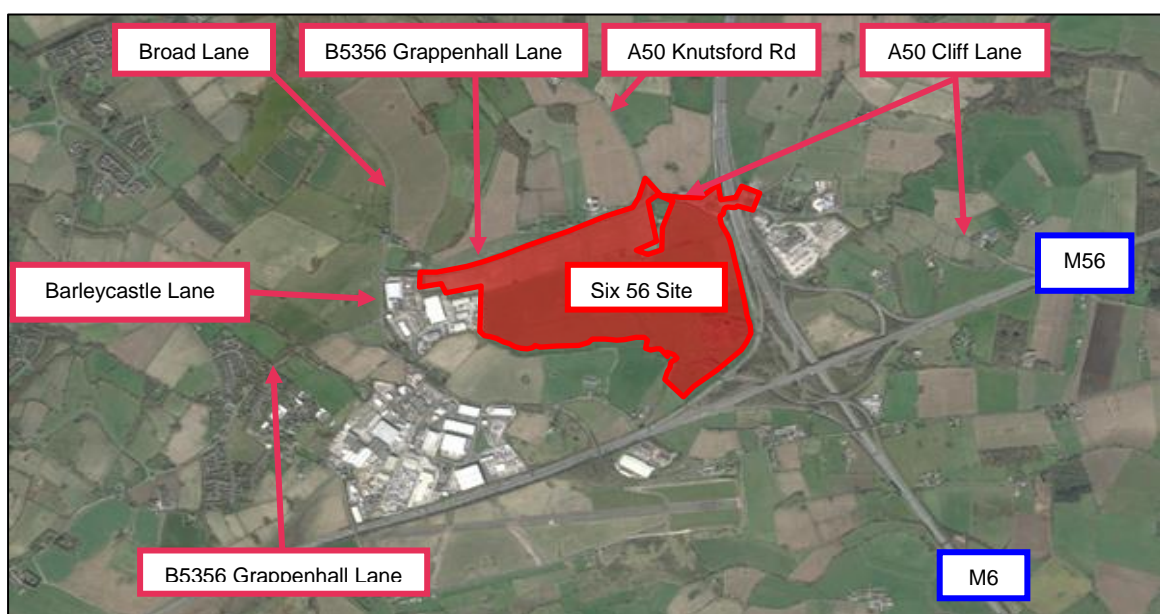 Broad Lane
B5356 Grappenhall Lane
A50 Knutsford Rd
A50 Cliff Lane
M56
Barleycastle Lane
Six 56 Site
B5356 Grappenhall Lane
M6